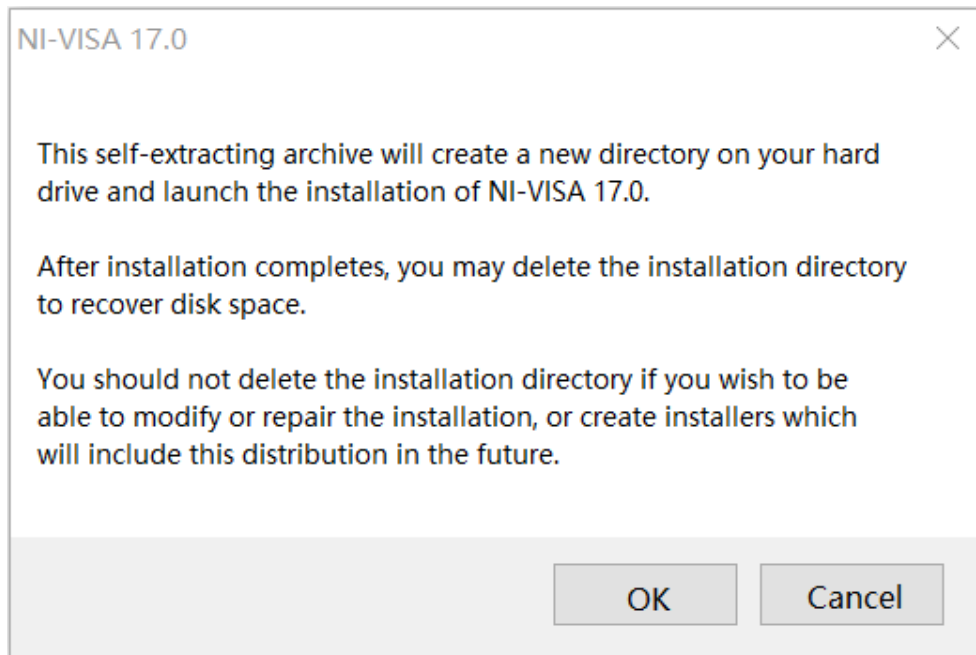 NI-VISA 17.0
This self-extracting archive will create a new directory on your hard
drive and launch the installation of NI-VISA 17.0.
After installation completes, you may delete the installation directory
to recover disk space.
You should not delete the installation directory if you wish to be
able to modify or repair the installation, or create installers which
will include this distribution in the future.
OK
Cancel